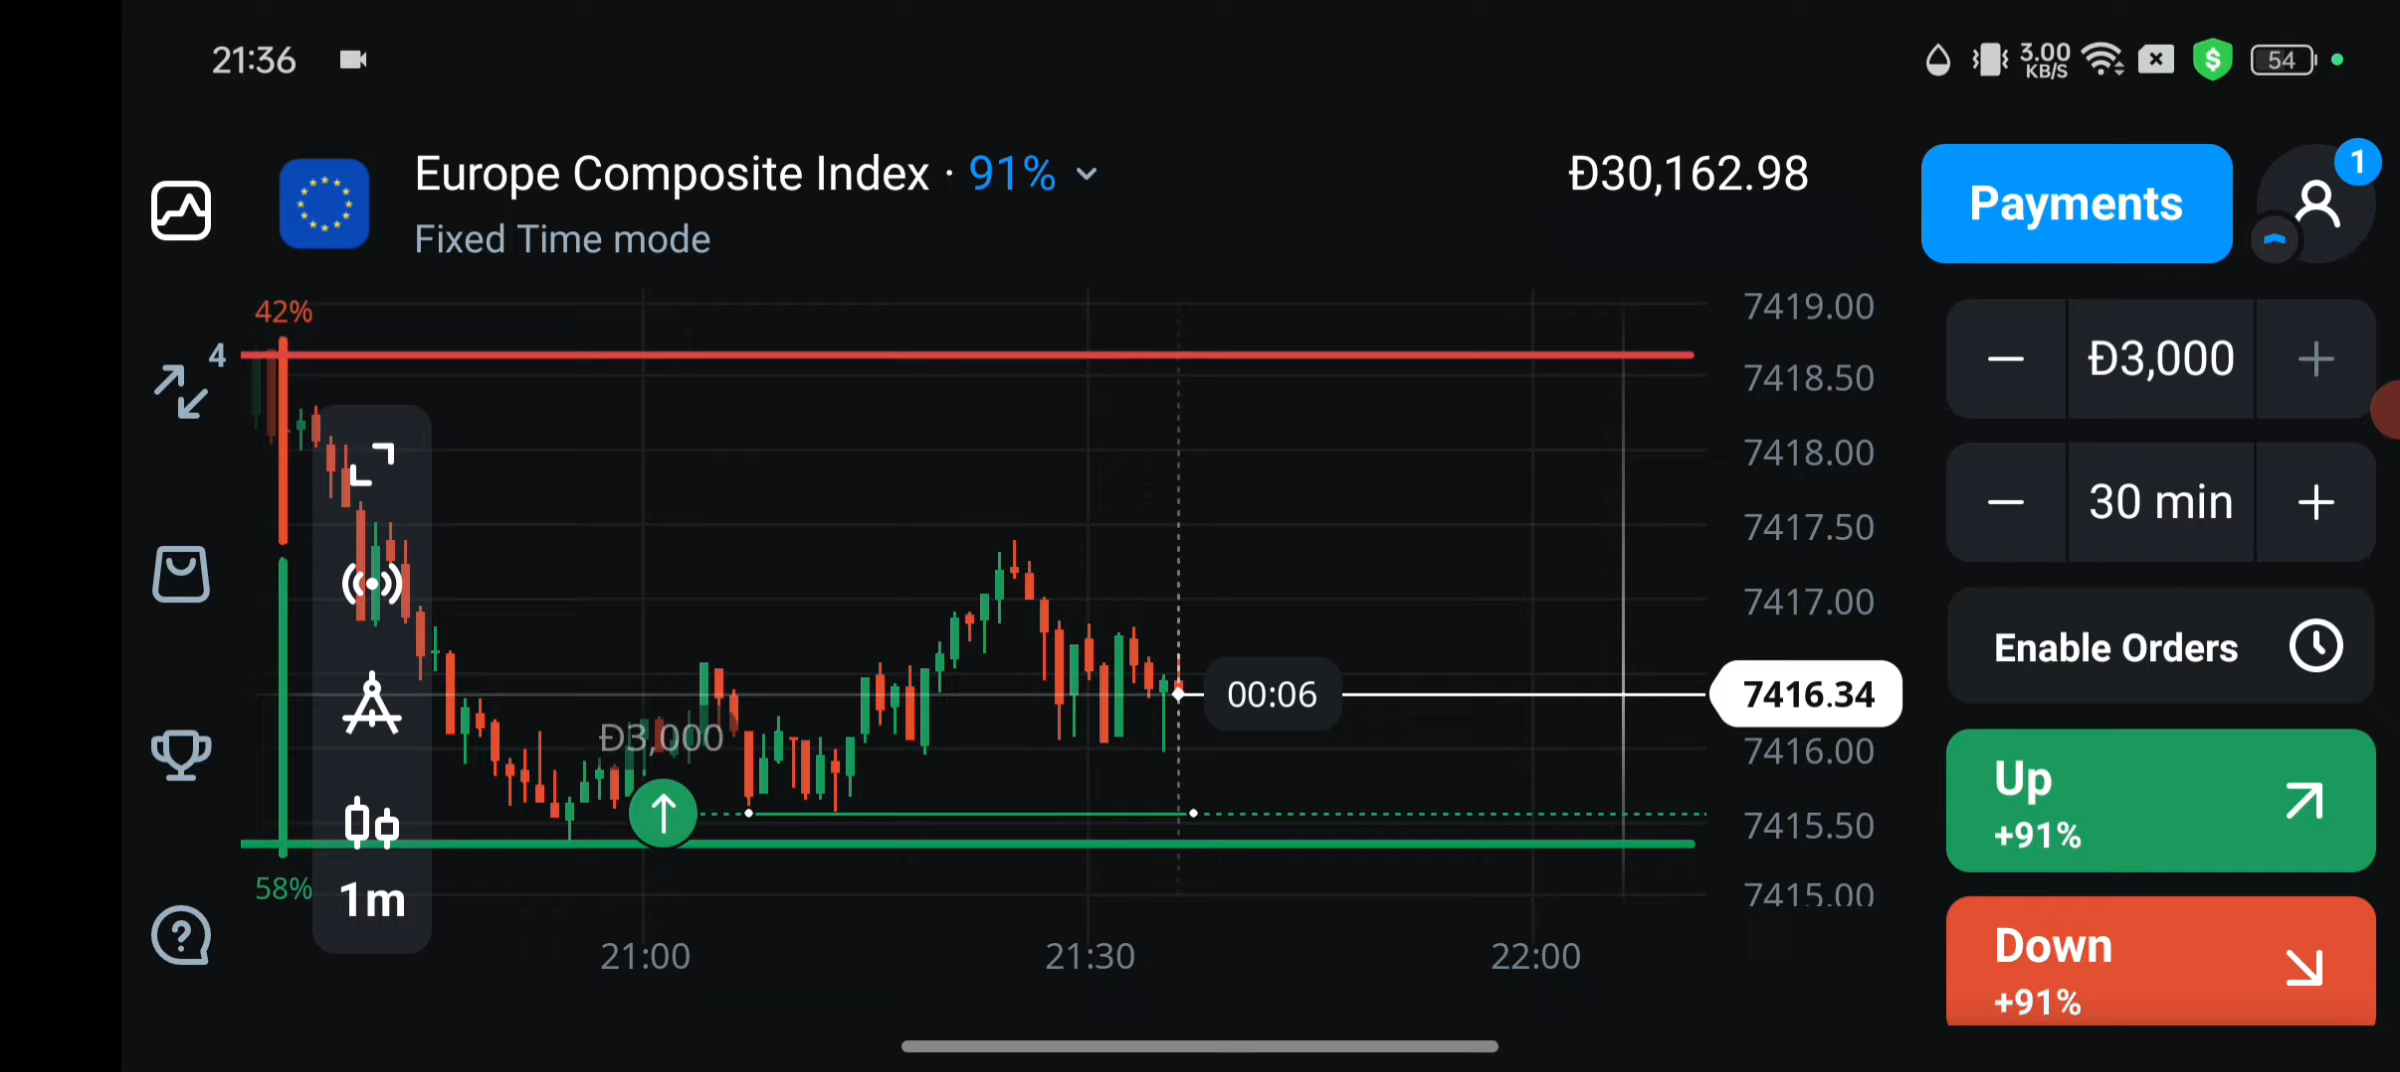 21:36
3.00
KB/S
54
Europe Composite Index · 91%
Fixed Time mode
Đ30,162.98
Payments
1
42%
4
58%
1m
Đ3,000
00:06
7419.00
7418.50
7418.00
7417.50
7417.00
7416.34
7416.00
7415.50
7415.00
21:00
21:30
22:00
Đ3,000
30 min
Enable Orders
Up
+91%
Down
+91%